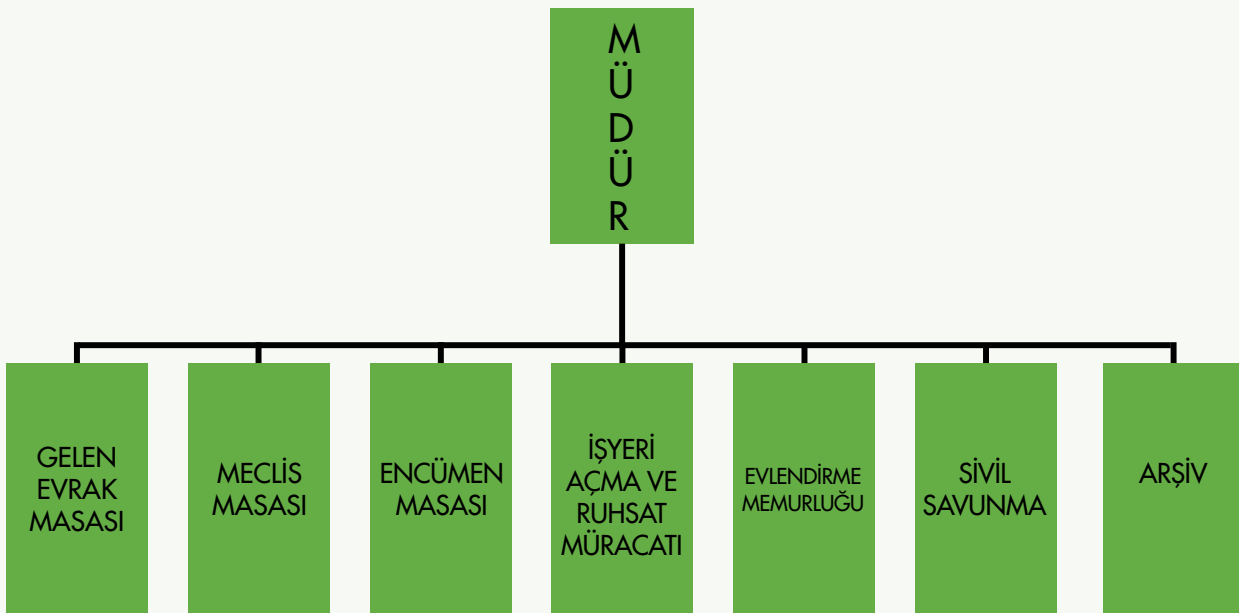 M
Ü
D
Ü
R
GELEN
EVRAK
MASASI
MECLİS
MASASI
ENCÜMEN
MASASI
İŞYERİ
AÇMA VE
RUHSAT
MÜRACATI
EVLENDİRME
MEMURLUĞU
SİVİL
SAVUNMA
ARŞİV